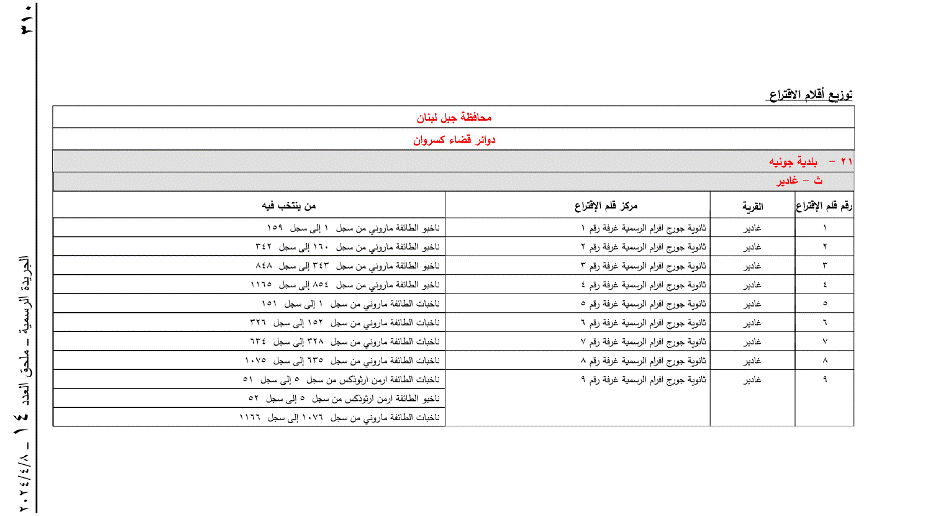 ٣١٠
الجريدة الرسمية – ملحق العدد ١٤ – ٢٠٢٤/٤/٨
توزيع أقلام الاقتراع
محافظة جبل لبنان
دوائر قضاء كسروان
٢١ - بلدية جونيه
ث - غادير
رقم قلم الإقتراع القرية مركز قلم الإقتراع من ينتخب فيه
١ غادير ثانوية جورج افرام الرسمية غرفة رقم ١ ناخبو الطائفة ماروني من سجل ١ إلى سجل ١٥٩
٢ غادير ثانوية جورج افرام الرسمية غرفة رقم ٢ ناخبو الطائفة ماروني من سجل ١٦٠ إلى سجل ٣٤٢
٣ غادير ثانوية جورج افرام الرسمية غرفة رقم ٣ ناخبو الطائفة ماروني من سجل ٣٤٣ إلى سجل ٨٤٨
٤ غادير ثانوية جورج افرام الرسمية غرفة رقم ٤ ناخبو الطائفة ماروني من سجل ٨٥٤ إلى سجل ١١٦٥
٥ غادير ثانوية جورج افرام الرسمية غرفة رقم ٥ ناخبات الطائفة ماروني من سجل ١ إلى سجل ١٥١
٦ غادير ثانوية جورج افرام الرسمية غرفة رقم ٦ ناخبات الطائفة ماروني من سجل ١٥٢ إلى سجل ٣٢٦
٧ غادير ثانوية جورج افرام الرسمية غرفة رقم ٧ ناخبات الطائفة ماروني من سجل ٣٢٨ إلى سجل ٦٣٤
٨ غادير ثانوية جورج افرام الرسمية غرفة رقم ٨ ناخبات الطائفة ماروني من سجل ٦٣٥ إلى سجل ١٠٧٥
٩ غادير ثانوية جورج افرام الرسمية غرفة رقم ٩ ناخبات الطائفة ارمن ارثوذكس من سجل ٥ إلى سجل ٥١
ناخبو الطائفة ارمن ارثوذكس من سجل ٥ إلى سجل ٥٢
ناخبات الطائفة ماروني من سجل ١٠٧٦ إلى سجل ١١٦٦